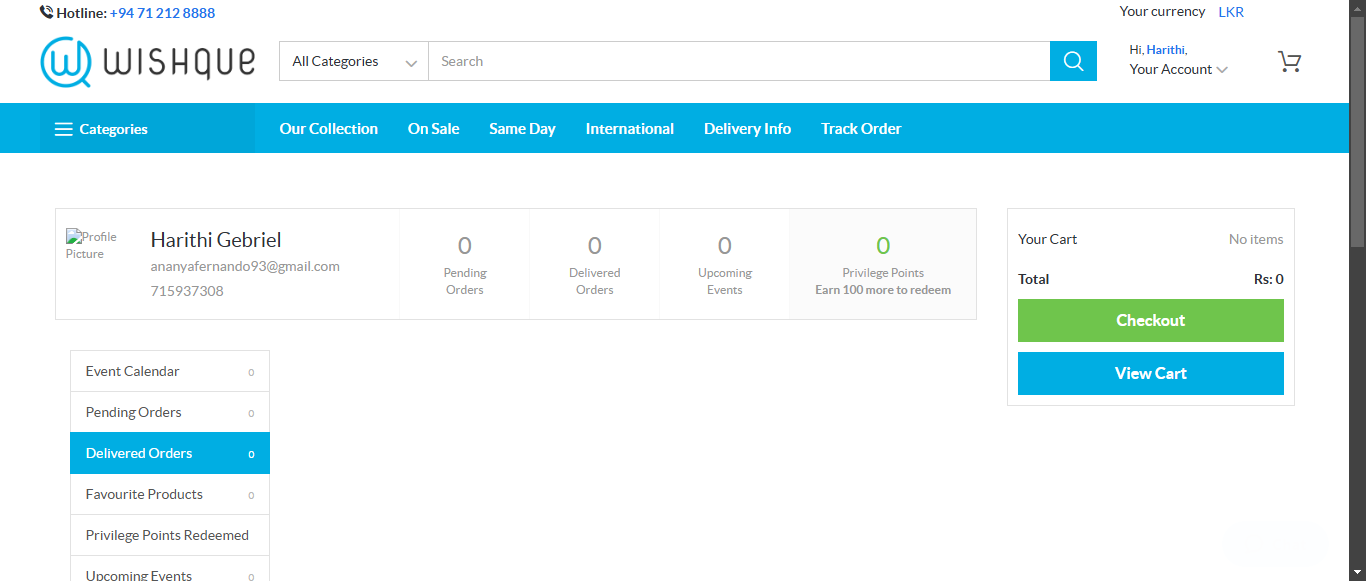 Hotline: +94 71 212 8888
Your currency LKR
WISHQUE
All Categories
Search
Hi, Harithi,
Your Account
Categories
Our Collection
On Sale
Same Day
International
Delivery Info
Track Order
Profile
Picture
Harithi Gebriel
ananyafernando93@gmail.com
715937308
0
Pending
Orders
0
Delivered
Orders
0
Upcoming
Events
0
Privilege Points
Earn 100 more to redeem
Your Cart No items
Total Rs: 0
Checkout
View Cart
Event Calendar 0
Pending Orders 0
Delivered Orders 0
Favourite Products 0
Privilege Points Redeemed
Upcoming Events 0